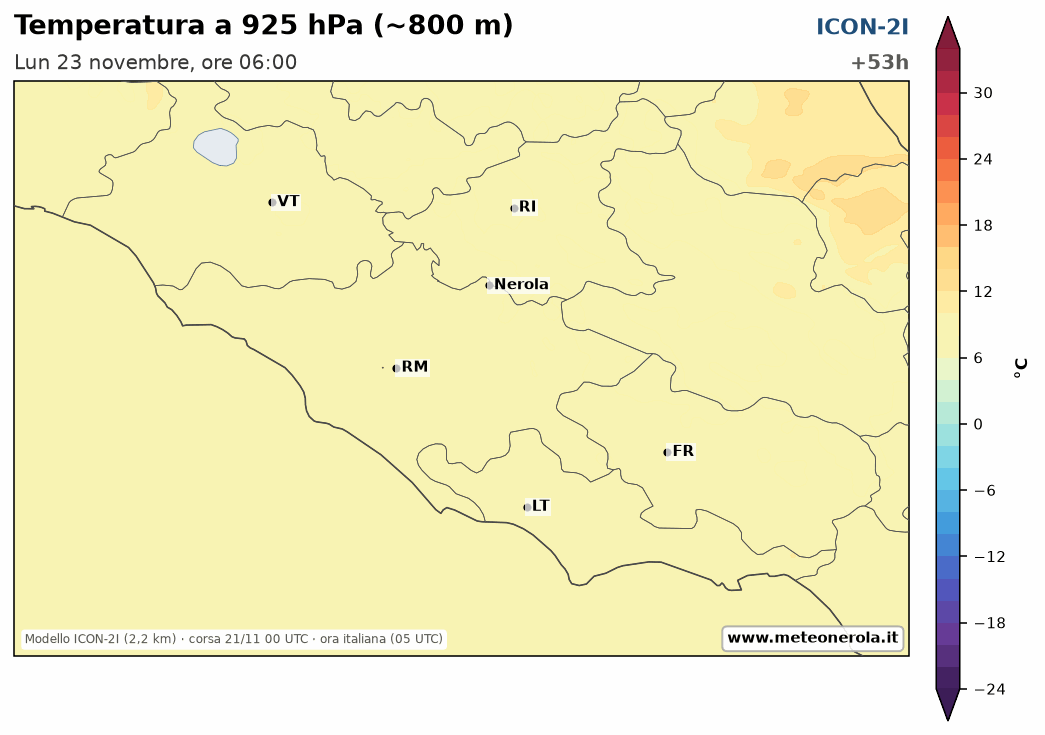 Temperatura a 925 hPa (~800 m)
ICON-2I
Lun 23 novembre, ore 06:00
+53h
VT
RI
Nerola
RM
FR
LT
Modello ICON-2I (2,2 km) · corsa 21/11 00 UTC · ora italiana (05 UTC)
www.meteonerola.it
30
24
18
12
6
0
−6
−12
−18
−24
°C